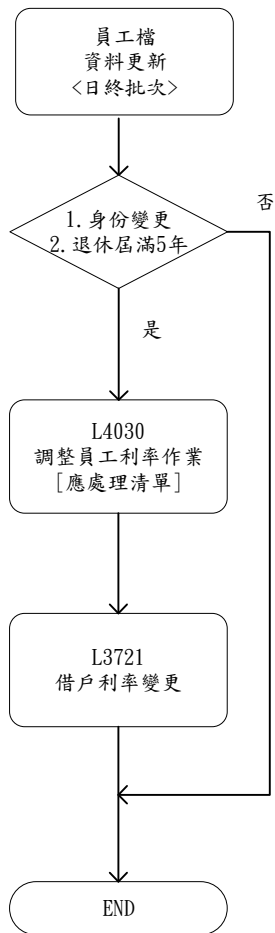 員工檔
資料更新
<日終批次>
否
1.身份變更
2.退休屆滿5年
是
L4030
調整員工利率作業
[應處理清單]
L3721
借戶利率變更
END